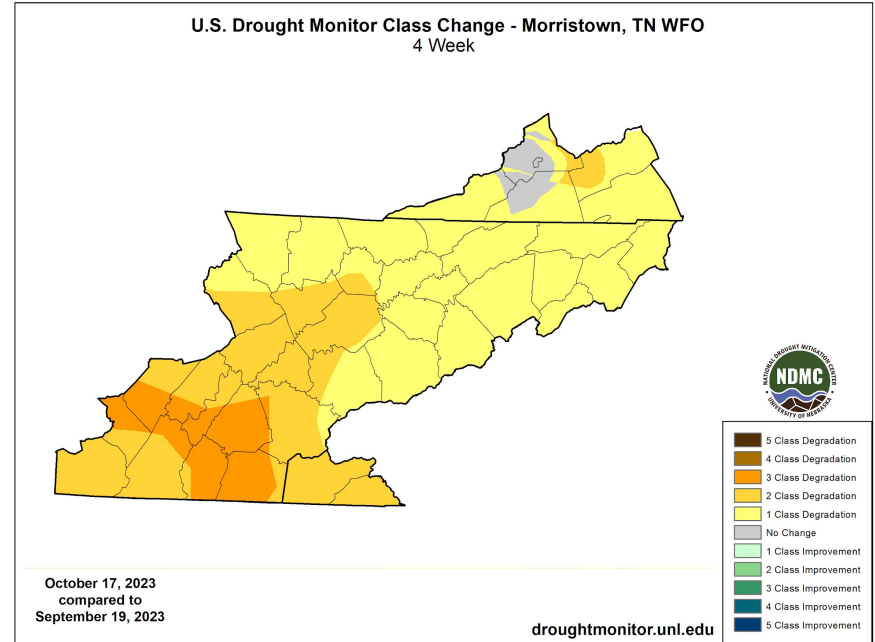 U.S. Drought Monitor Class Change - Morristown, TN WFO
4 Week
NATIONAL DROUGHT MITIGATION CENTER
NDMC
UNIVERSITY OF NEBRASKA
5 Class Degradation
4 Class Degradation
3 Class Degradation
2 Class Degradation
1 Class Degradation
No Change
1 Class Improvement
2 Class Improvement
3 Class Improvement
4 Class Improvement
5 Class Improvement
October 17, 2023
compared to
September 19, 2023
droughtmonitor.unl.edu